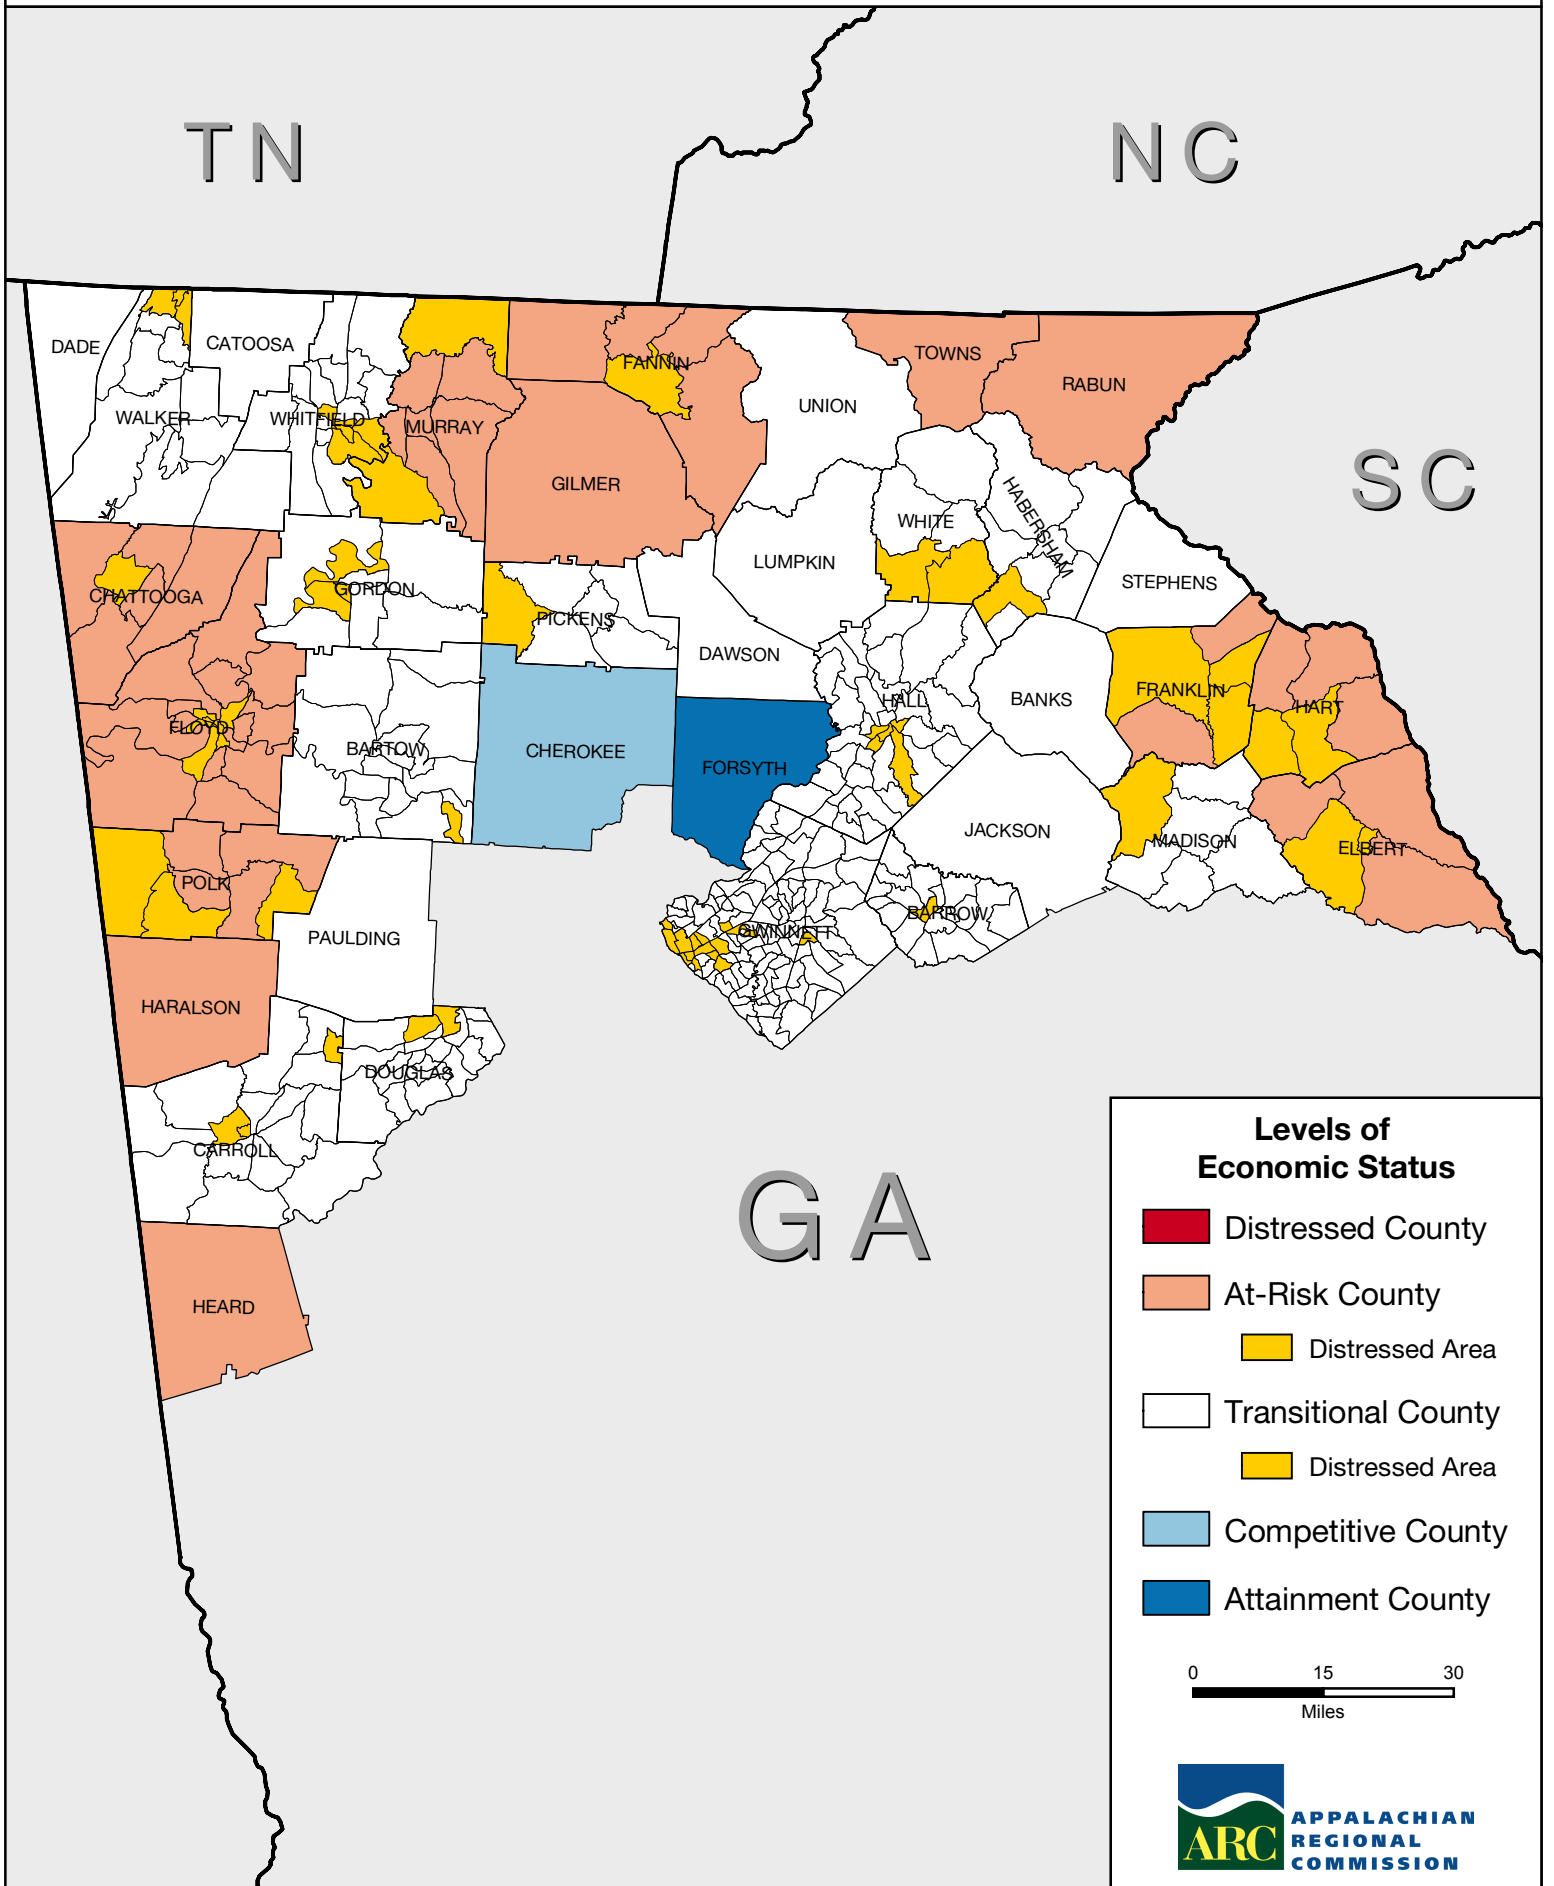 TN
NC
SC
GA
DADE
CATOOSA
WALKER
WHITFIELD
MURRAY
FANNIN
GILMER
UNION
TOWNS
RABUN
WHITE
HABERSHAM
LUMPKIN
STEPHENS
CHATTOOGA
GORDON
PICKENS
DAWSON
HALL
BANKS
FRANKLIN
HART
FLOYD
BARTOW
CHEROKEE
FORSYTH
JACKSON
MADISON
ELBERT
POLK
PAULDING
GWINNETT
BARROW
HARALSON
DOUGLAS
CARROLL
HEARD
Levels of
Economic Status
Distressed County
At-Risk County
Distressed Area
Transitional County
Distressed Area
Competitive County
Attainment County
0 15 30
Miles
ARC
APPALACHIAN
REGIONAL
COMMISSION